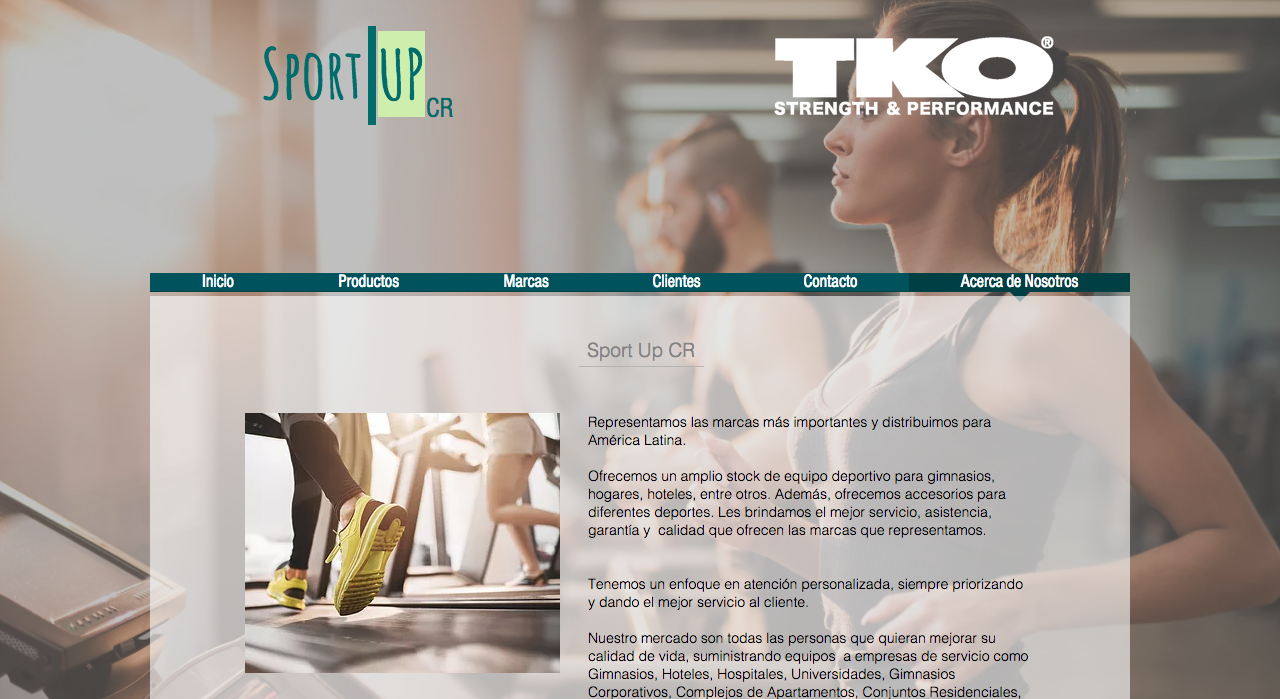 SPORT UP CR
TKO®
STRENGTH & PERFORMANCE
Inicio Productos Marcas Clientes Contacto Acerca de Nosotros
Sport Up CR
Representamos las marcas más importantes y distribuimos para
América Latina.
Ofrecemos un amplio stock de equipo deportivo para gimnasios,
hogares, hoteles, entre otros. Además, ofrecemos accesorios para
diferentes deportes. Les brindamos el mejor servicio, asistencia,
garantía y  calidad que ofrecen las marcas que representamos.
Tenemos un enfoque en atención personalizada, siempre priorizando
y dando el mejor servicio al cliente.
Nuestro mercado son todas las personas que quieran mejorar su
calidad de vida, suministrando equipos  a empresas de servicio como
Gimnasios, Hoteles, Hospitales, Universidades, Gimnasios
Corporativos, Complejos de Apartamentos, Conjuntos Residenciales,